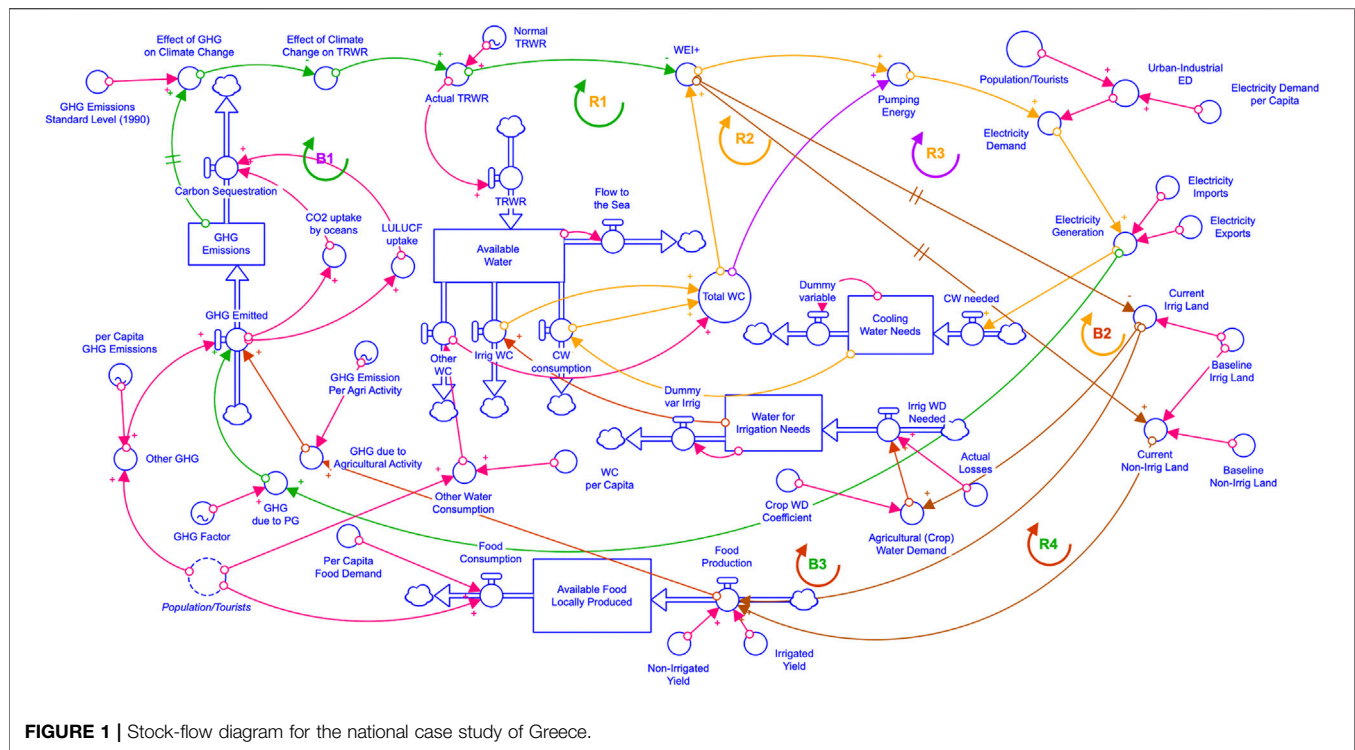 Effect of GHG
on Climate Change
Effect of Climate
Change on TRWR
Normal
TRWR
WEI+
Population/Tourists
Urban-Industrial
ED
GHG Emissions
Standard Level (1990)
Actual TRWR
R1
R2
Pumping
Energy
R3
Electricity
Demand
Electricity Demand
per Capita
B1
Carbon Sequestration
TRWR
Flow to
the Sea
Electricity
Imports
GHG
Emissions
CO2 uptake
by oceans
LULUCF
uptake
Available
Water
Electricity
Generation
Electricity
Exports
Total WC
Dummy
variable
Cooling
Water Needs
CW needed
Current
Irrig Land
B2
GHG Emitted
per Capita
GHG Emissions
Other
WC
Irrig WC
CW
consumption
Baseline
Irrig Land
GHG Emission
Per Agri Activity
Dummy
var Irrig
Water for
Irrigation Needs
Irrig WD
Needed
Other GHG
GHG due to
Agricultural Activity
WC
per Capita
Actual
Losses
Current
Non-Irrig Land
Baseline
Non-Irrig Land
GHG Factor
GHG
due to PG
Other Water
Consumption
Crop WD
Coefficient
Agricultural (Crop)
Water Demand
Per Capita
Food Demand
Food
Consumption
Food
Production
B3
R4
Population/Tourists
Available Food
Locally Produced
Non-Irrigated
Yield
Irrigated
Yield
FIGURE 1 | Stock-flow diagram for the national case study of Greece.